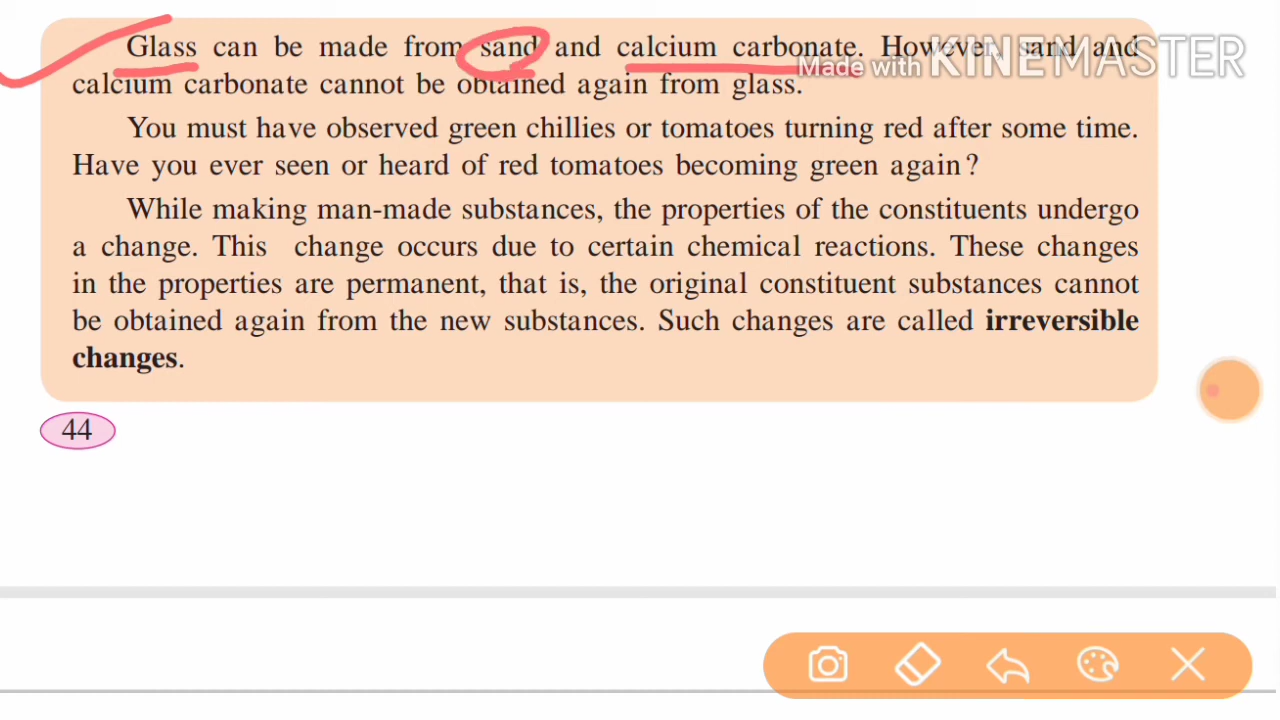 Glass can be made from sand and calcium carbonate. However, sand and
Made with KINEMASTER
calcium carbonate cannot be obtained again from glass.
You must have observed green chillies or tomatoes turning red after some time.
Have you ever seen or heard of red tomatoes becoming green again?
While making man-made substances, the properties of the constituents undergo
a change. This change occurs due to certain chemical reactions. These changes
in the properties are permanent, that is, the original constituent substances cannot
be obtained again from the new substances. Such changes are called irreversible
changes.
44